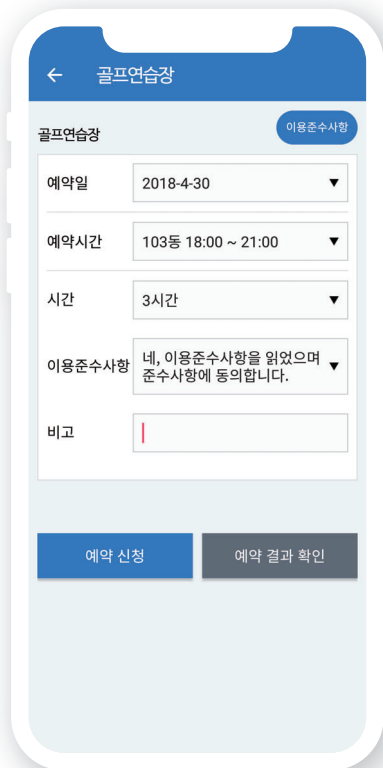 골프연습장
골프연습장
이용준수사항
예약일
2018-4-30
예약시간
103동 18:00 ~ 21:00
시간
3시간
이용준수사항
네, 이용준수사항을 읽었으며
준수사항에 동의합니다.
비고
예약 신청
예약 결과 확인